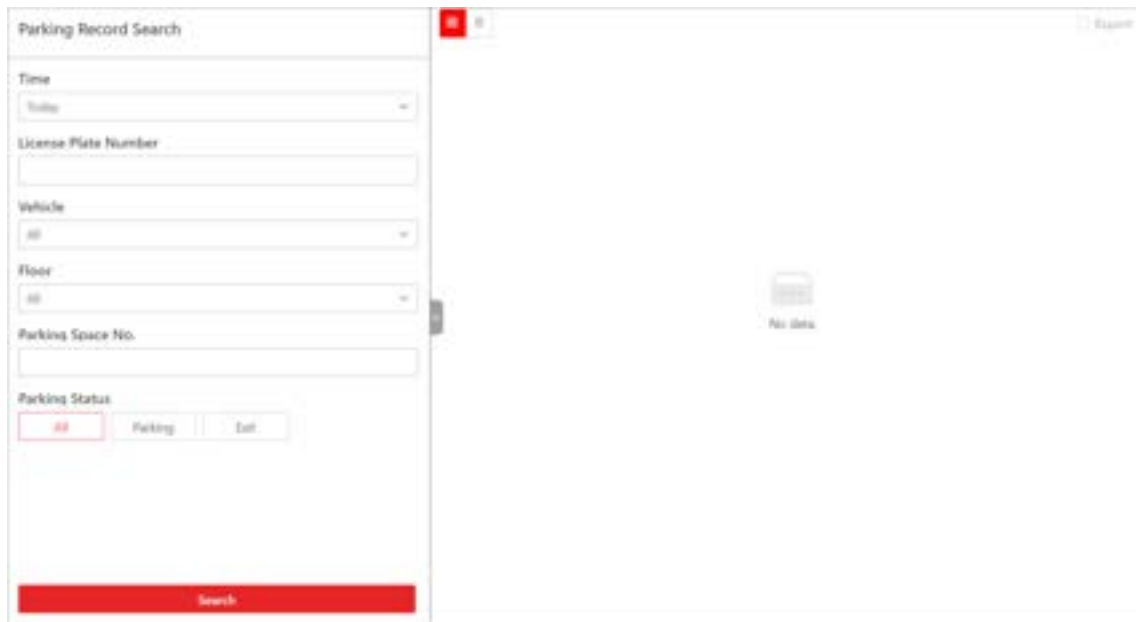 Parking Record Search
Export
Time
Today
License Plate Number
Vehicle
All
Floor
All
Parking Space No.
Parking Status
All Parking Exit
Search
No data.